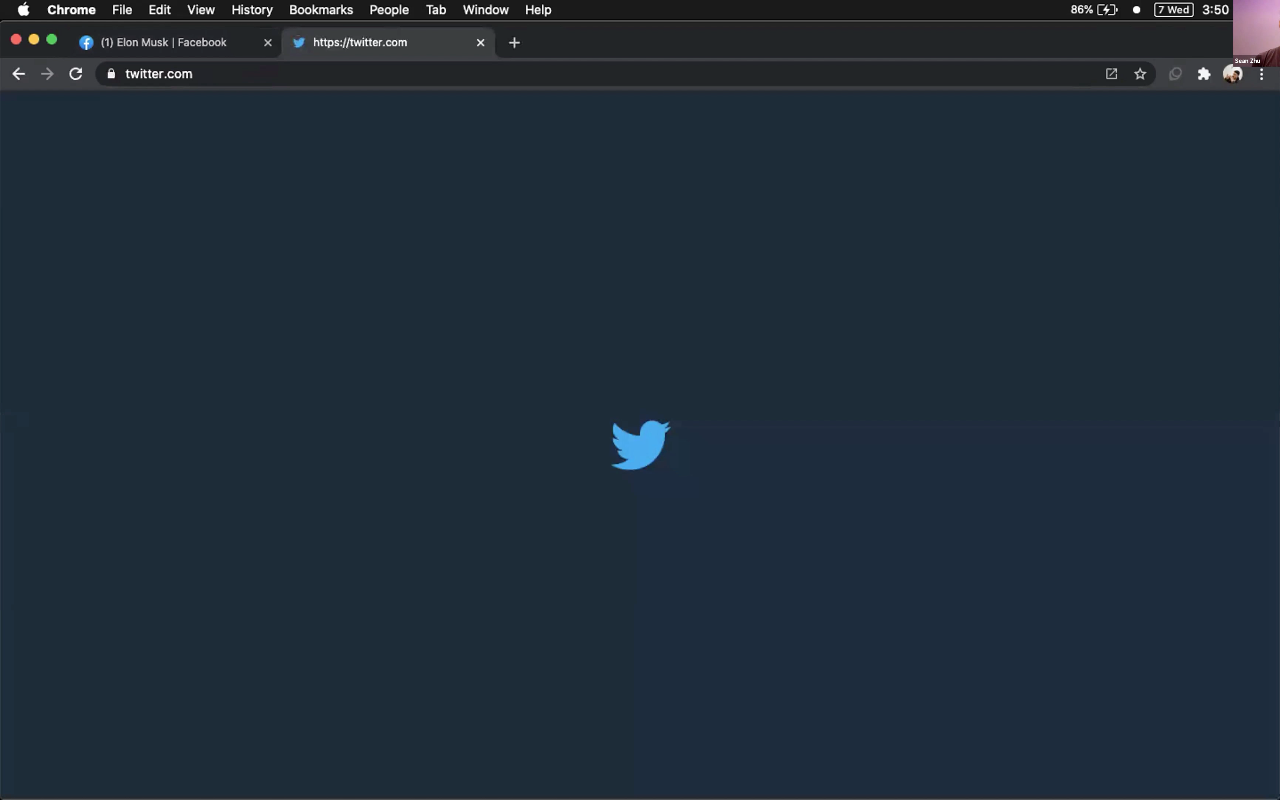 Chrome File Edit View History Bookmarks People Tab Window Help 86% 7 Wed 3:50
(1) Elon Musk | Facebook https://twitter.com
twitter.com
Sean Zhu